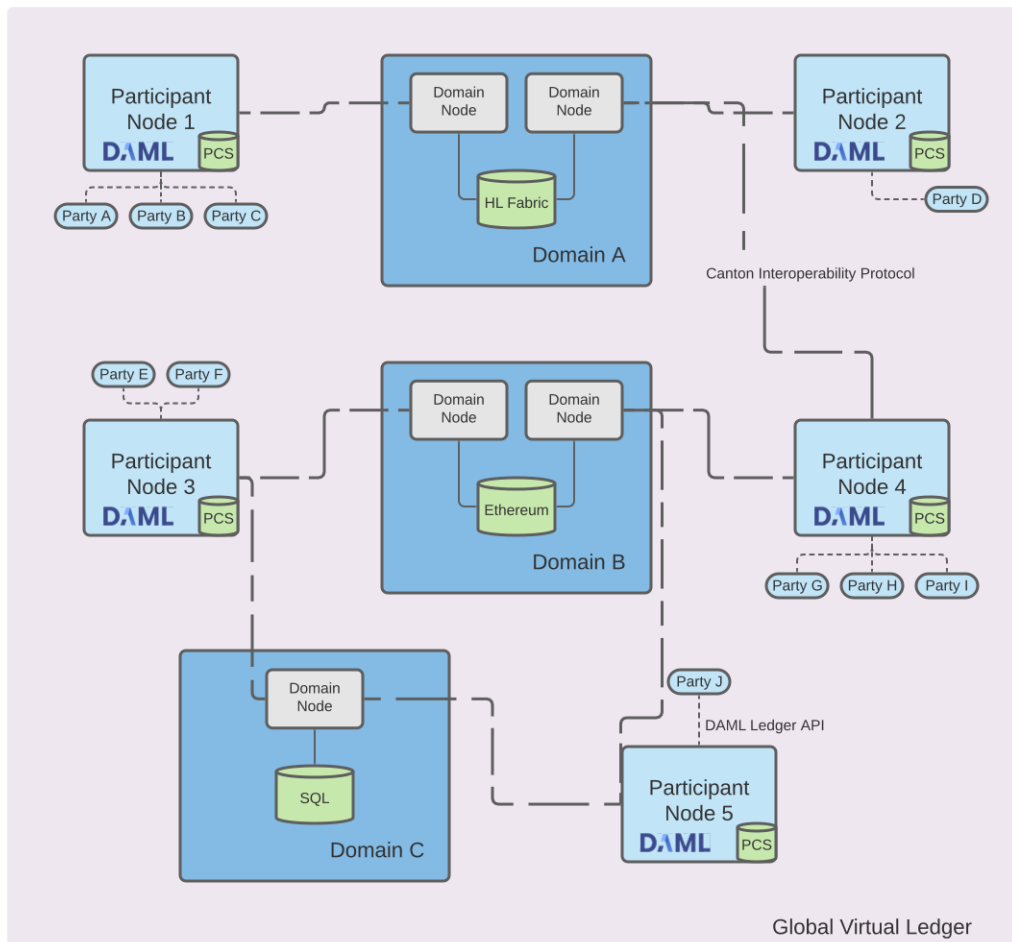 Participant
Node 1
DAML
PCS
Party A
Party B
Party C
Domain
Node
Domain
Node
HL Fabric
Domain A
Participant
Node 2
DAML
PCS
Party D
Canton Interoperability Protocol
Party E
Party F
Participant
Node 3
DAML
PCS
Domain
Node
Domain
Node
Ethereum
Domain B
Participant
Node 4
DAML
PCS
Party G
Party H
Party I
Domain
Node
SQL
Domain C
Party J
DAML Ledger API
Participant
Node 5
DAML
PCS
Global Virtual Ledger